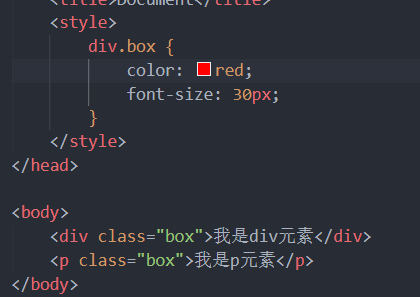 <title>Document</title>
<style>
div.box {
color: red;
font-size: 30px;
}
</style>
</head>
<body>
<div class="box">我是div元素</div>
<p class="box">我是p元素</p>
</body>